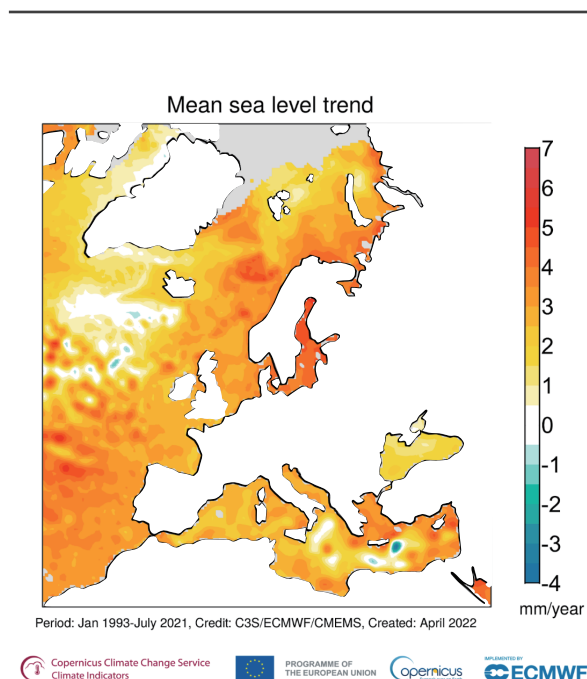 Mean sea level trend
7
6
5
4
3
2
1
0
-1
-2
-3
-4
mm/year
Period: Jan 1993-July 2021, Credit: C3S/ECMWF/CMEMS, Created: April 2022
Copernicus Climate Change Service
Climate Indicators
PROGRAMME OF
THE EUROPEAN UNION
opernicus
IMPLEMENTED BY
ECMWF